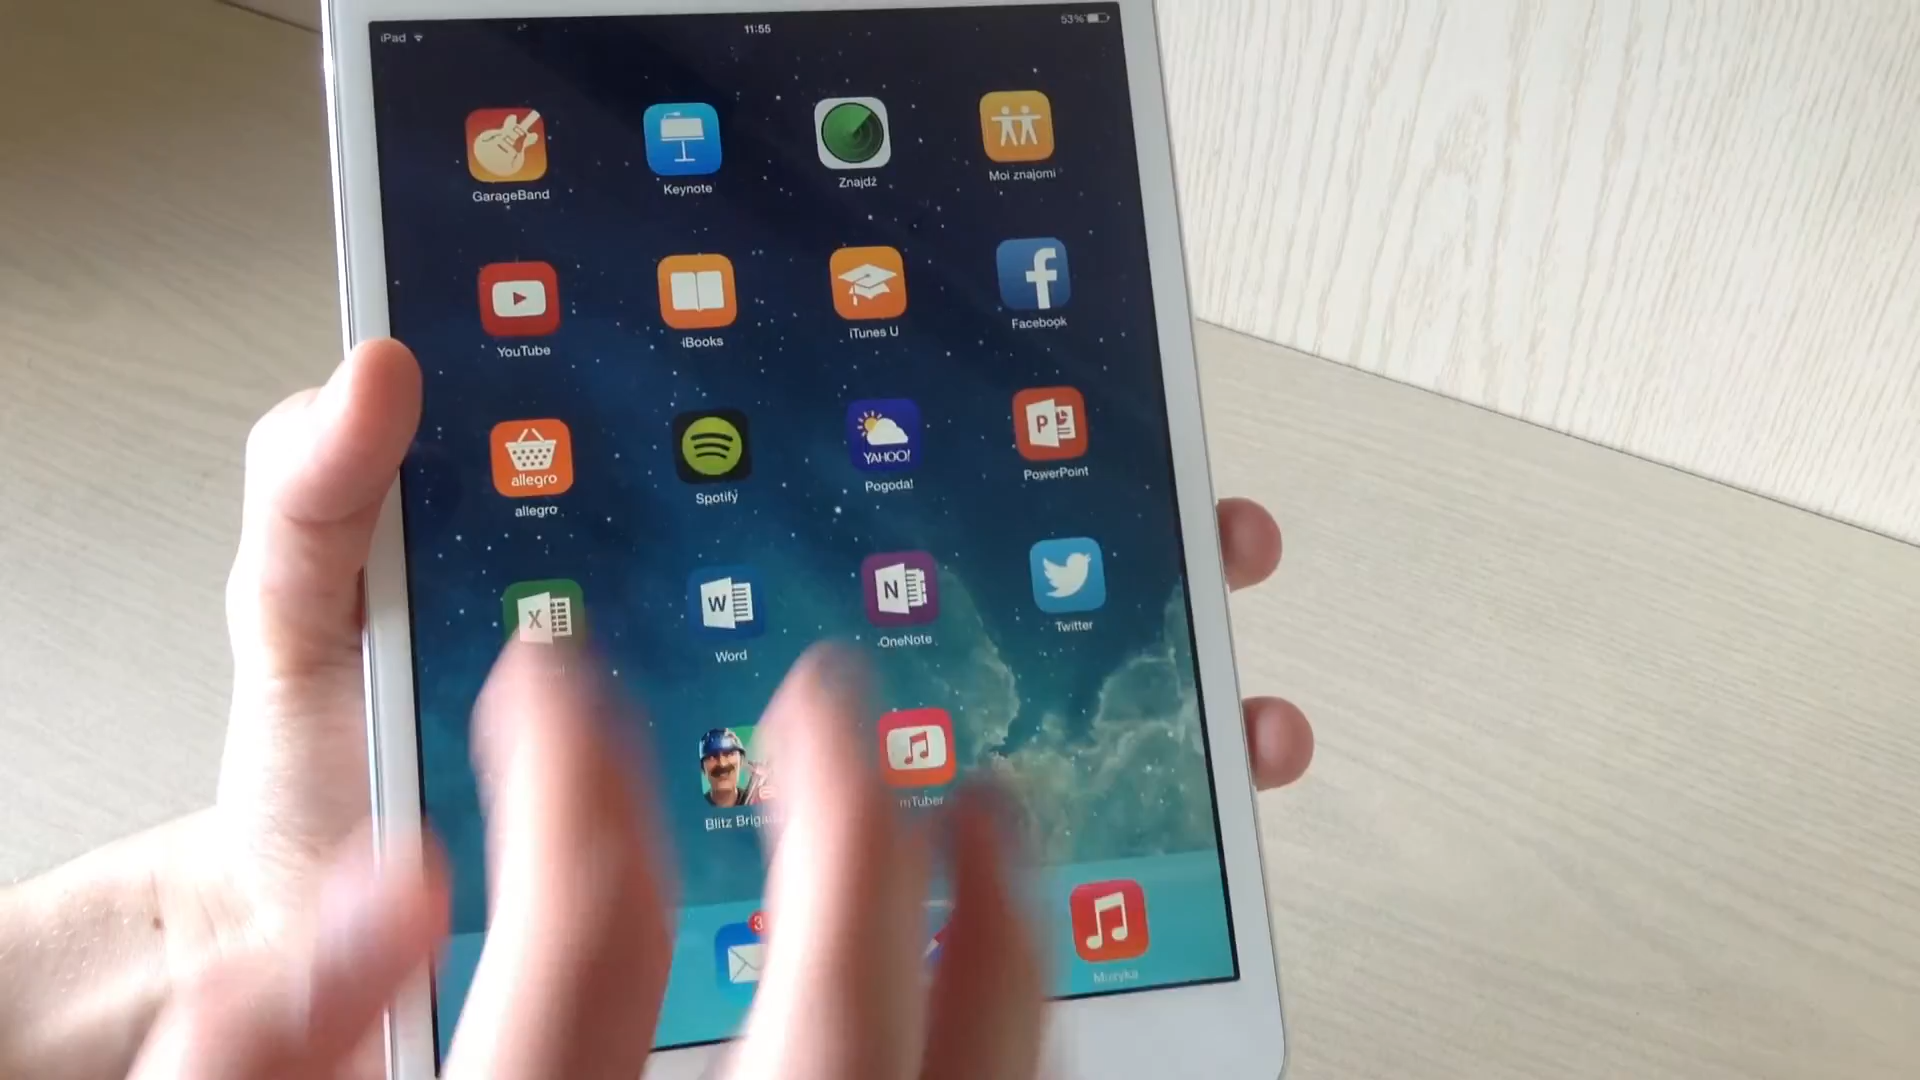 iPad
11:55
53%
GarageBand
Keynote
Znajdź
Moi znajomi
YouTube
iBooks
iTunes U
Facebook
allegro
YAHOO!
P
allegro
Spotify
Pogoda!
PowerPoint
X
W
N
Word
OneNote
Twitter
Blitz
mTuber
3
Muzyka